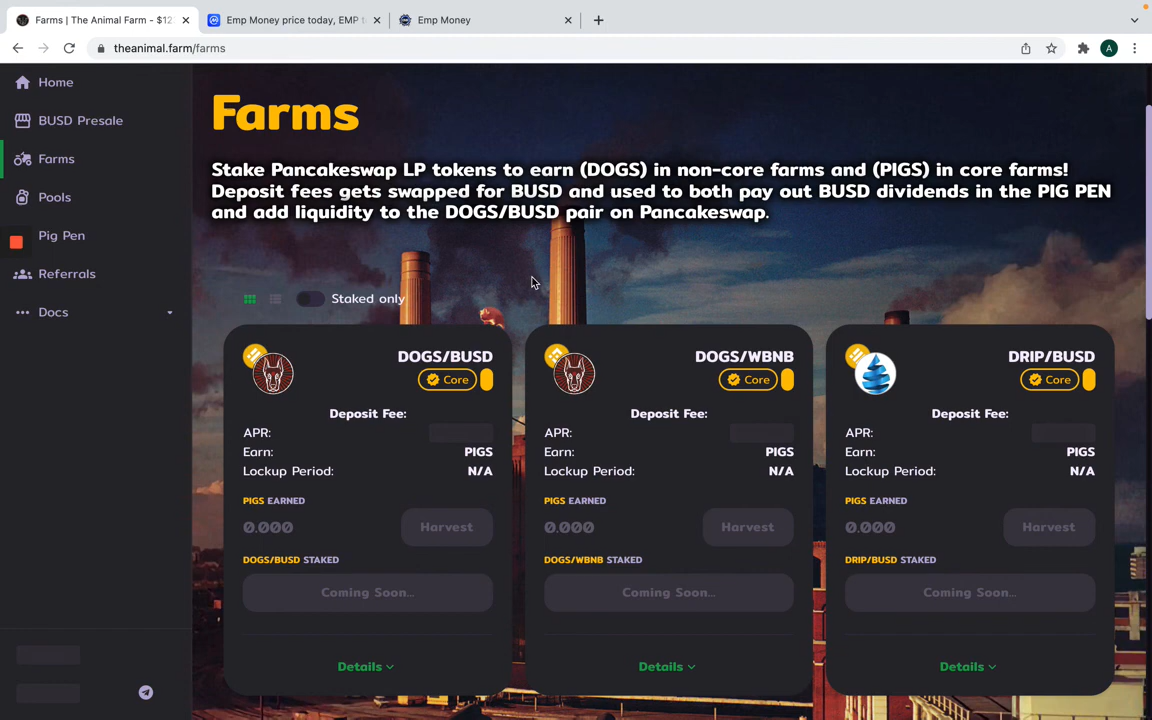 Farms | The Animal Farm - $12
Emp Money price today, EMP t
Emp Money
theanimal.farm/farms
A
Home
BUSD Presale
Farms
Pools
Pig Pen
Referrals
Docs
Farms
Stake Pancakeswap LP tokens to earn (DOGS) in non-core farms and (PIGS) in core farms!
Deposit fees gets swapped for BUSD and used to both pay out BUSD dividends in the PIG PEN
and add liquidity to the DOGS/BUSD pair on Pancakeswap.
Staked only
DOGS/BUSD
Core
Deposit Fee:
APR:
Earn: PIGS
Lockup Period: N/A
PIGS EARNED
0.000 Harvest
DOGS/BUSD STAKED
Coming Soon...
Details
DOGS/WBNB
Core
Deposit Fee:
APR:
Earn: PIGS
Lockup Period: N/A
PIGS EARNED
0.000 Harvest
DOGS/WBNB STAKED
Coming Soon...
Details
DRIP/BUSD
Core
Deposit Fee:
APR:
Earn: PIGS
Lockup Period: N/A
PIGS EARNED
0.000 Harvest
DRIP/BUSD STAKED
Coming Soon...
Details